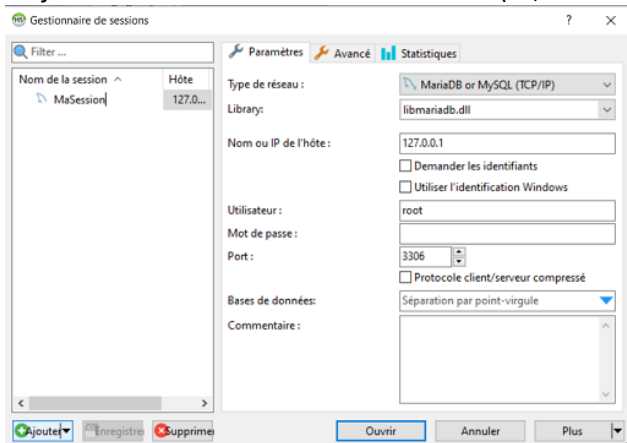 Gestionnaire de sessions
? ×
Filter ...
Nom de la session Hôte
MaSession 127.0...
Paramètres Avancé Statistiques
Type de réseau : MariaDB or MySQL (TCP/IP)
Library: libmariadb.dll
Nom ou IP de l'hôte : 127.0.0.1
Demander les identifiants
Utiliser l'identification Windows
Utilisateur : root
Mot de passe :
Port : 3306
Protocole client/serveur compressé
Bases de données: Séparation par point-virgule
Commentaire :
Ajouter Enregistre Supprimer Ouvrir Annuler Plus